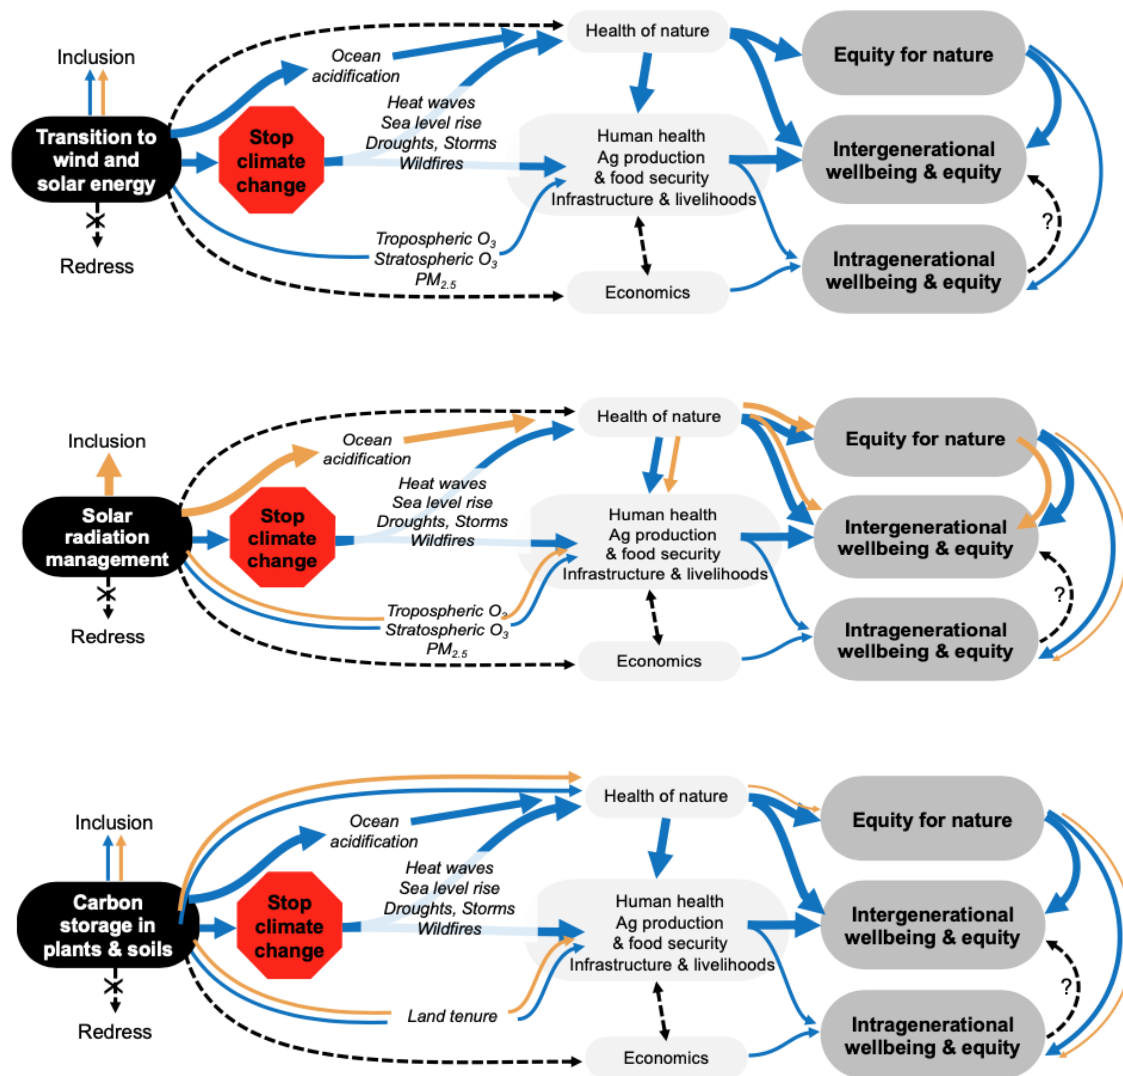 Health of nature
Ocean
acidification
Inclusion
Equity for nature
Heat waves
Sea level rise
Droughts, Storms
Wildfires
Transition to
wind and
solar energy
Stop
climate
change
Human health
Ag production
& food security
Infrastructure & livelihoods
Intergenerational
wellbeing & equity
?
Redress
Tropospheric O3
Stratospheric O3
PM2.5
Economics
Intragenerational
wellbeing & equity
Health of nature
Ocean
acidification
Inclusion
Equity for nature
Heat waves
Sea level rise
Droughts, Storms
Wildfires
Solar
radiation
management
Stop
climate
change
Human health
Ag production
& food security
Infrastructure & livelihoods
Intergenerational
wellbeing & equity
?
Redress
Tropospheric O3
Stratospheric O3
PM2.5
Economics
Intragenerational
wellbeing & equity
Health of nature
Ocean
acidification
Inclusion
Equity for nature
Heat waves
Sea level rise
Droughts, Storms
Wildfires
Carbon
storage in
plants & soils
Stop
climate
change
Human health
Ag production
& food security
Infrastructure & livelihoods
Intergenerational
wellbeing & equity
?
Redress
Land tenure
Economics
Intragenerational
wellbeing & equity